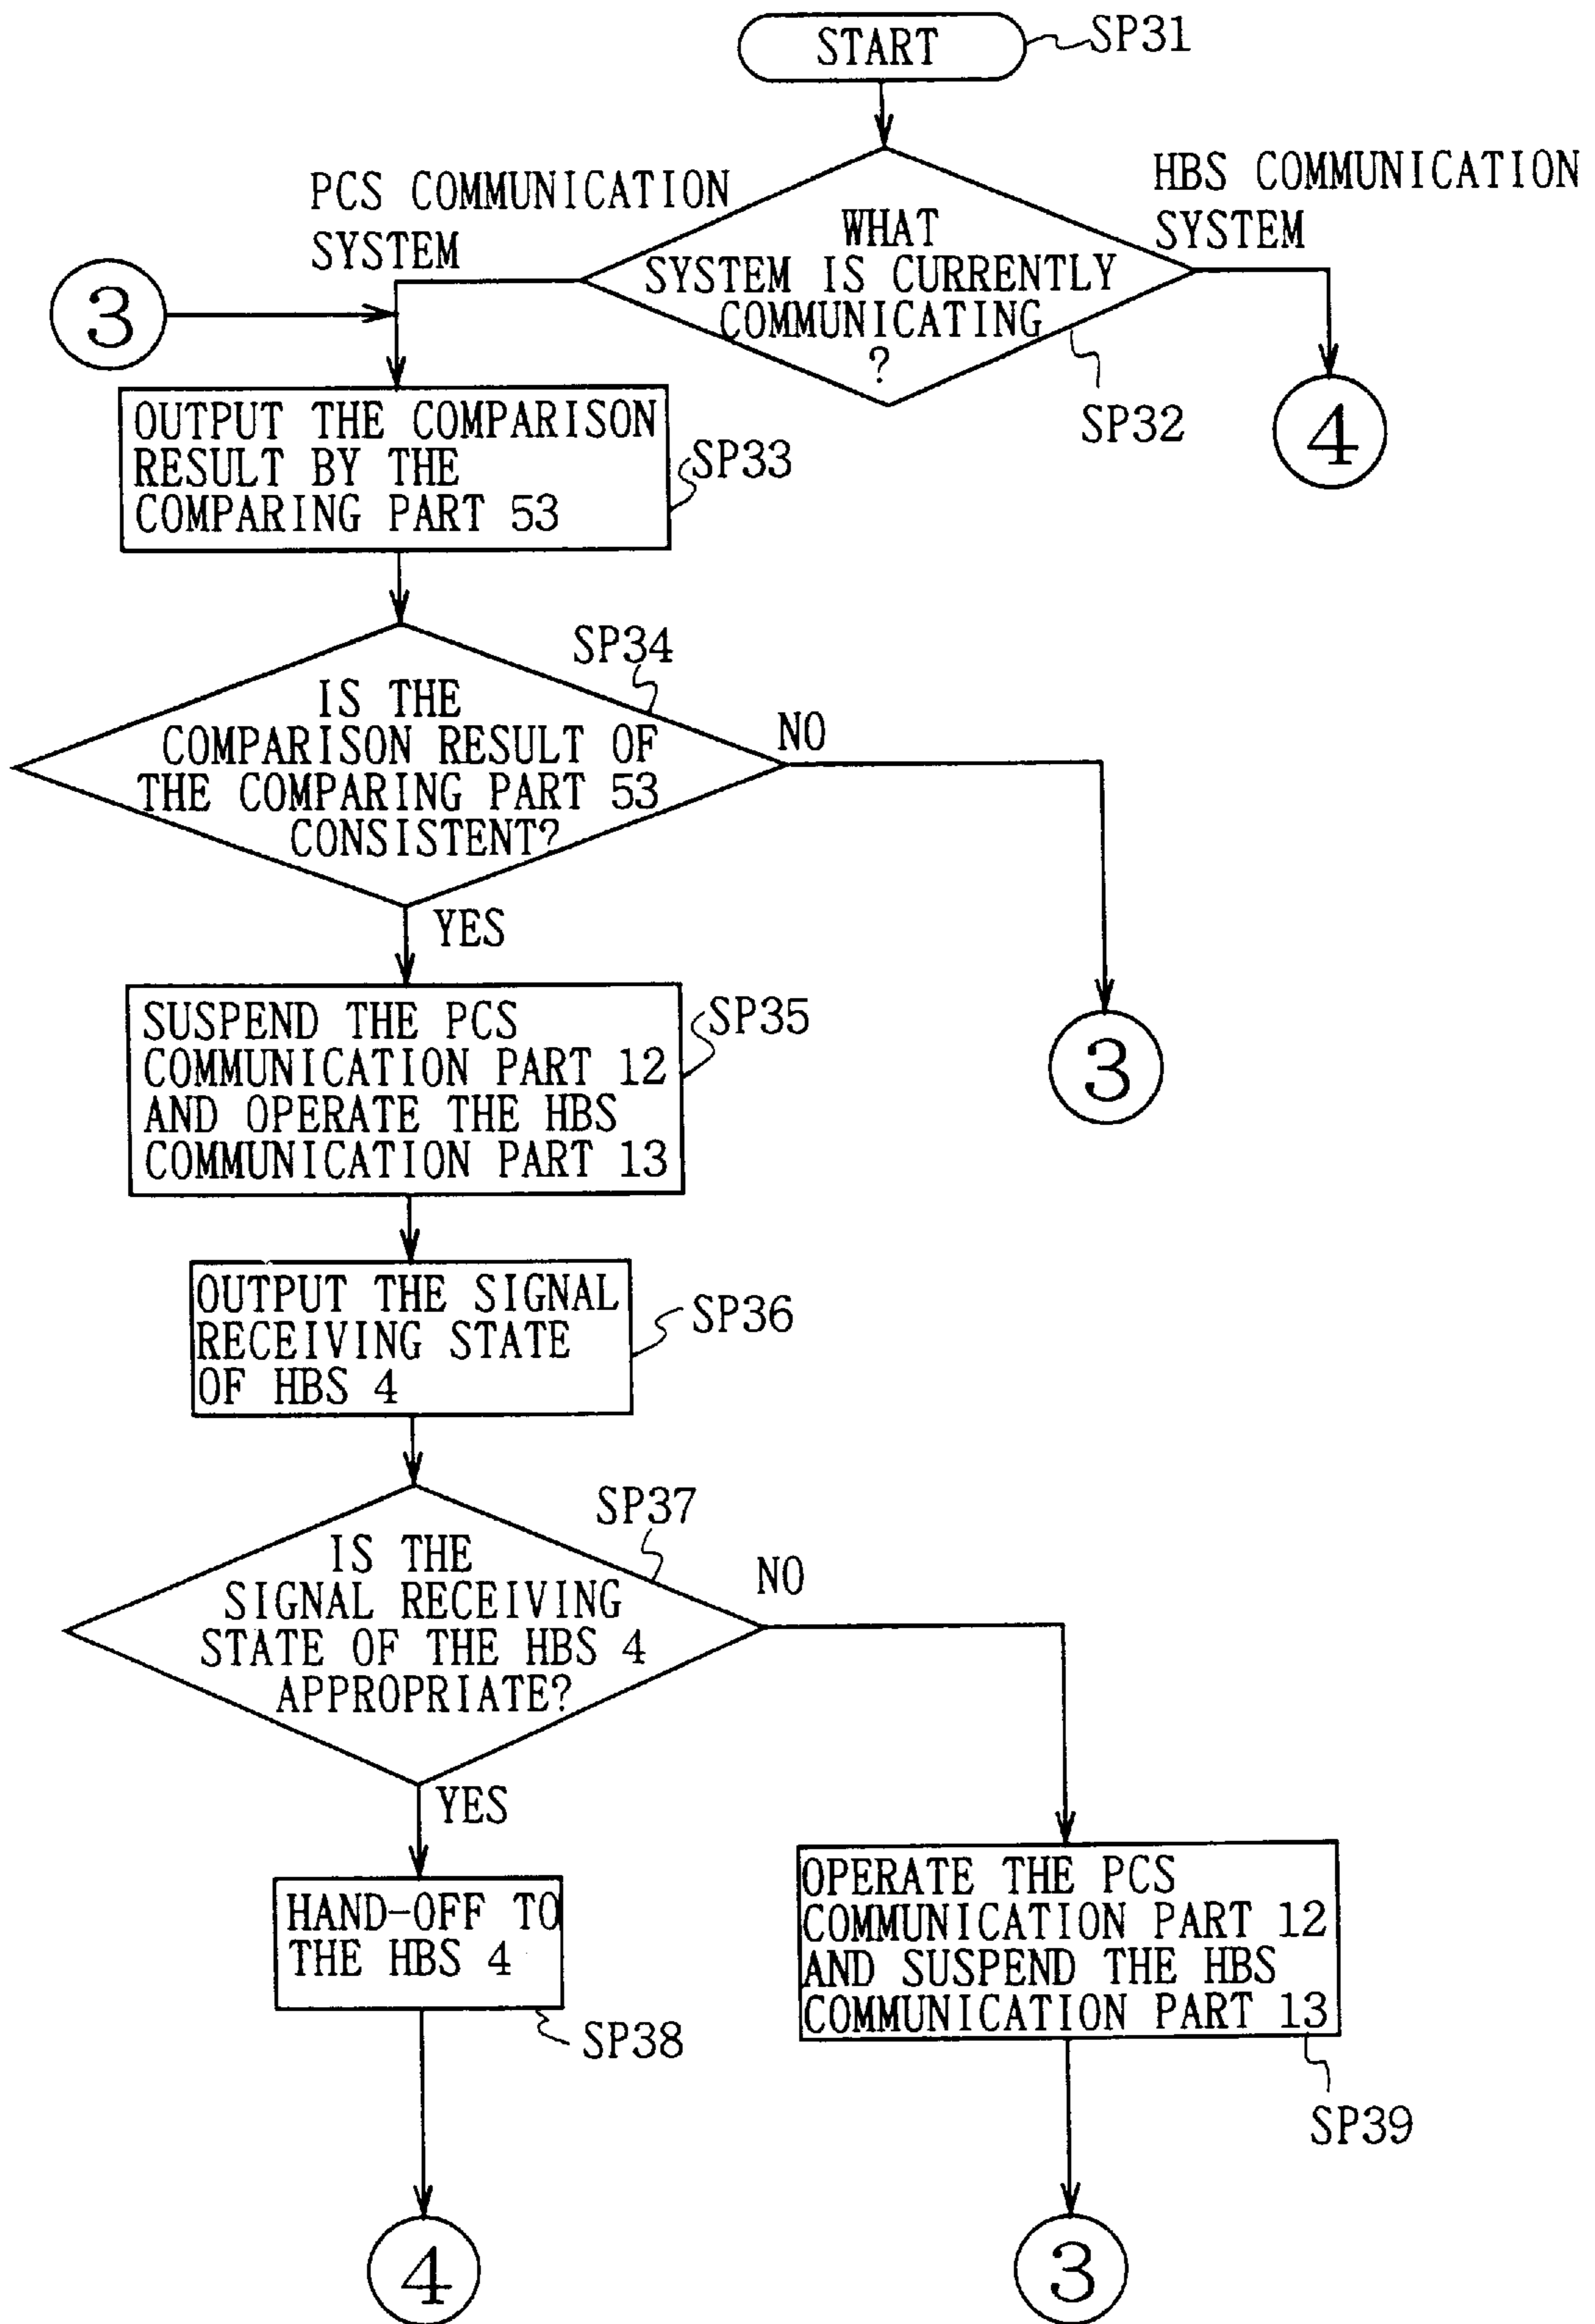 START
SP31
PCS COMMUNICATION
SYSTEM
HBS COMMUNICATION
SYSTEM
WHAT
SYSTEM IS CURRENTLY
COMMUNICATING
?
SP32
3
4
OUTPUT THE COMPARISON
RESULT BY THE
COMPARING PART 53
SP33
SP34
IS THE
COMPARISON RESULT OF
THE COMPARING PART 53
CONSISTENT?
NO
YES
3
SUSPEND THE PCS
COMMUNICATION PART 12
AND OPERATE THE HBS
COMMUNICATION PART 13
SP35
OUTPUT THE SIGNAL
RECEIVING STATE
OF HBS 4
SP36
SP37
IS THE
SIGNAL RECEIVING
STATE OF THE HBS 4
APPROPRIATE?
NO
YES
HAND-OFF TO
THE HBS 4
SP38
OPERATE THE PCS
COMMUNICATION PART 12
AND SUSPEND THE HBS
COMMUNICATION PART 13
SP39
4
3